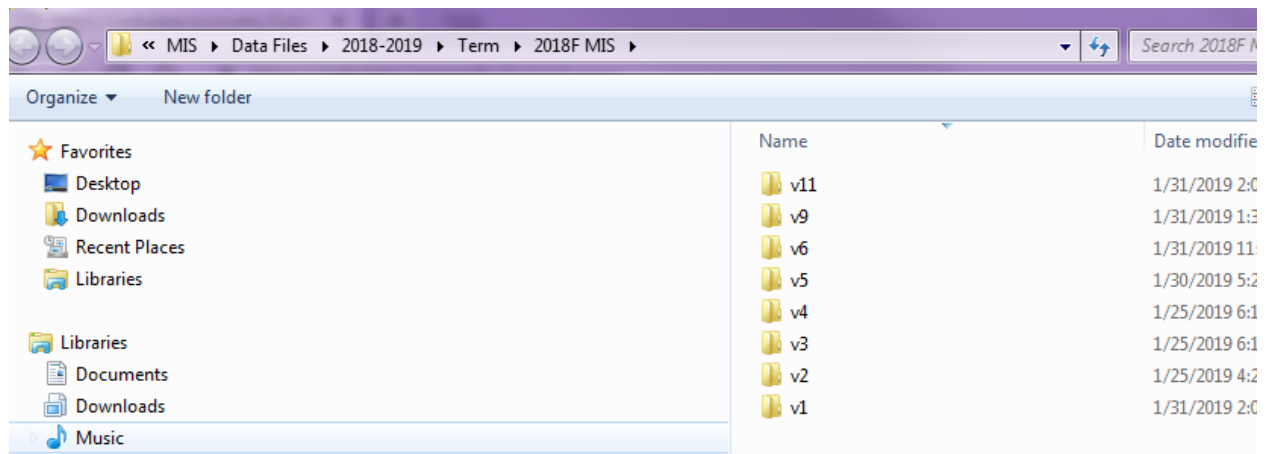 « MIS ▸ Data Files ▸ 2018-2019 ▸ Term ▸ 2018F MIS ▸
Search 2018F M
Organize ▾ New folder
Favorites
Desktop
Downloads
Recent Places
Libraries
Libraries
Documents
Downloads
Music
Name Date modifie
v11 1/31/2019 2:0
v9 1/31/2019 1:3
v6 1/31/2019 11:
v5 1/30/2019 5:2
v4 1/25/2019 6:1
v3 1/25/2019 6:1
v2 1/25/2019 4:2
v1 1/31/2019 2:0